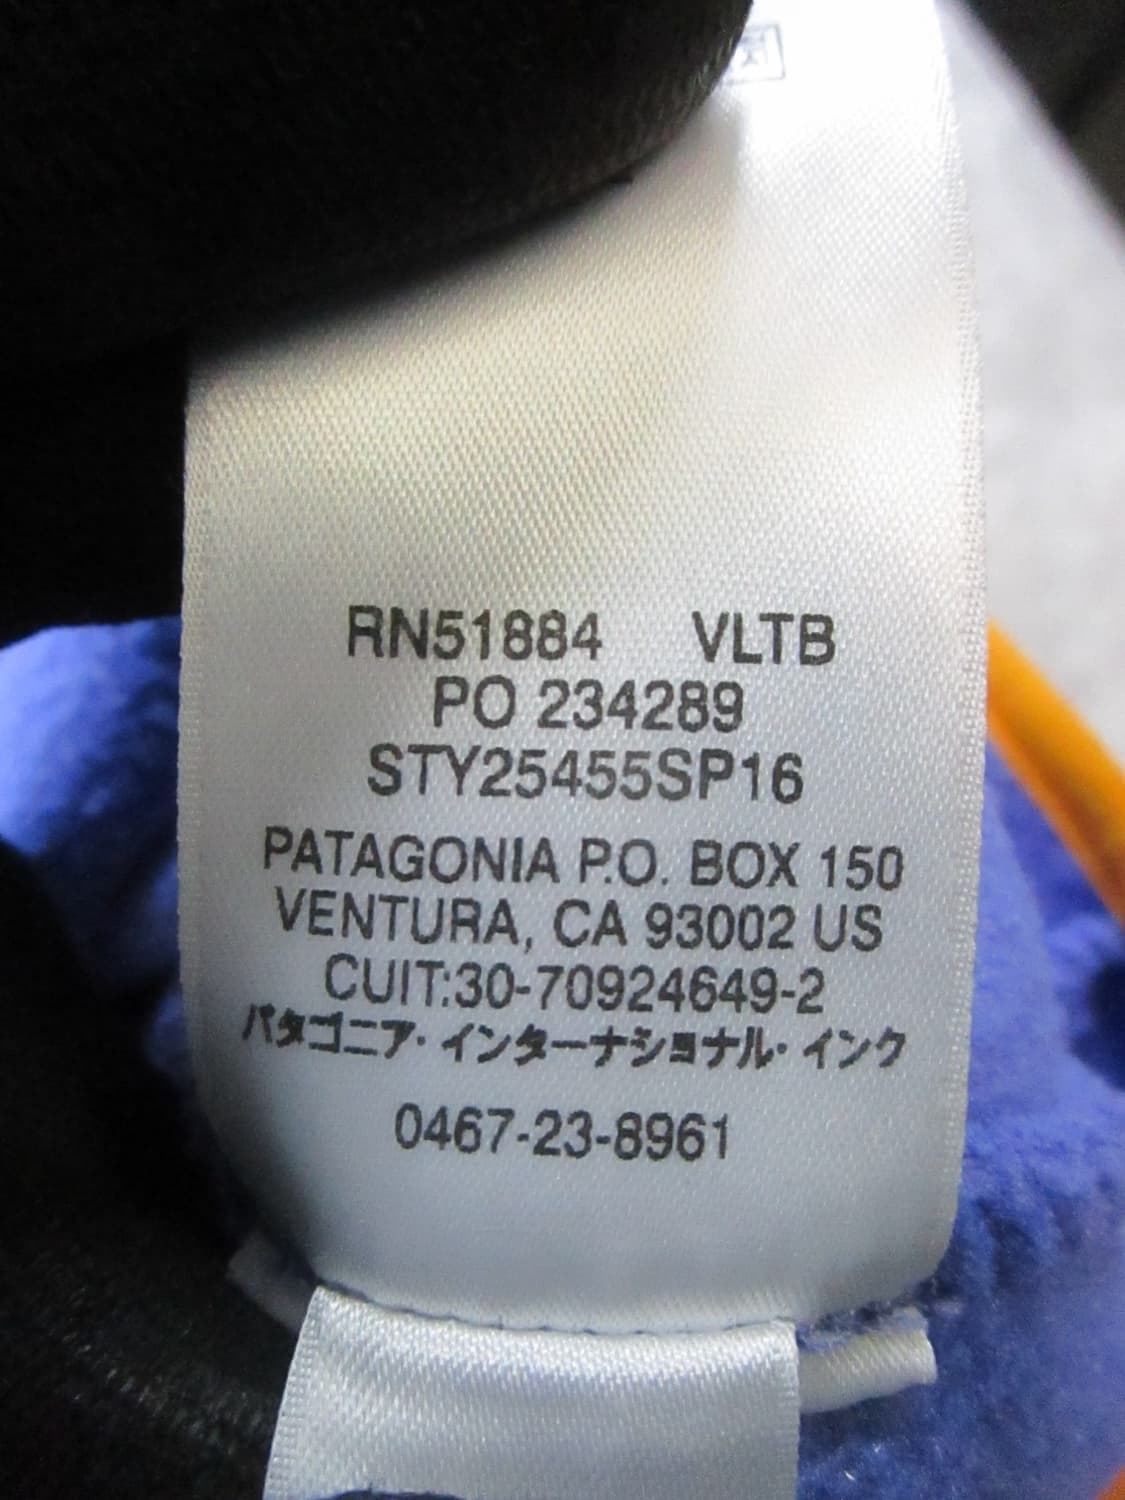 RN51884 VLTB
PO 234289
STY25455SP16
PATAGONIA P.O. BOX 150
VENTURA, CA 93002 US
CUIT:30-70924649-2
パタゴニア・インターナショナル・インク
0467-23-8961